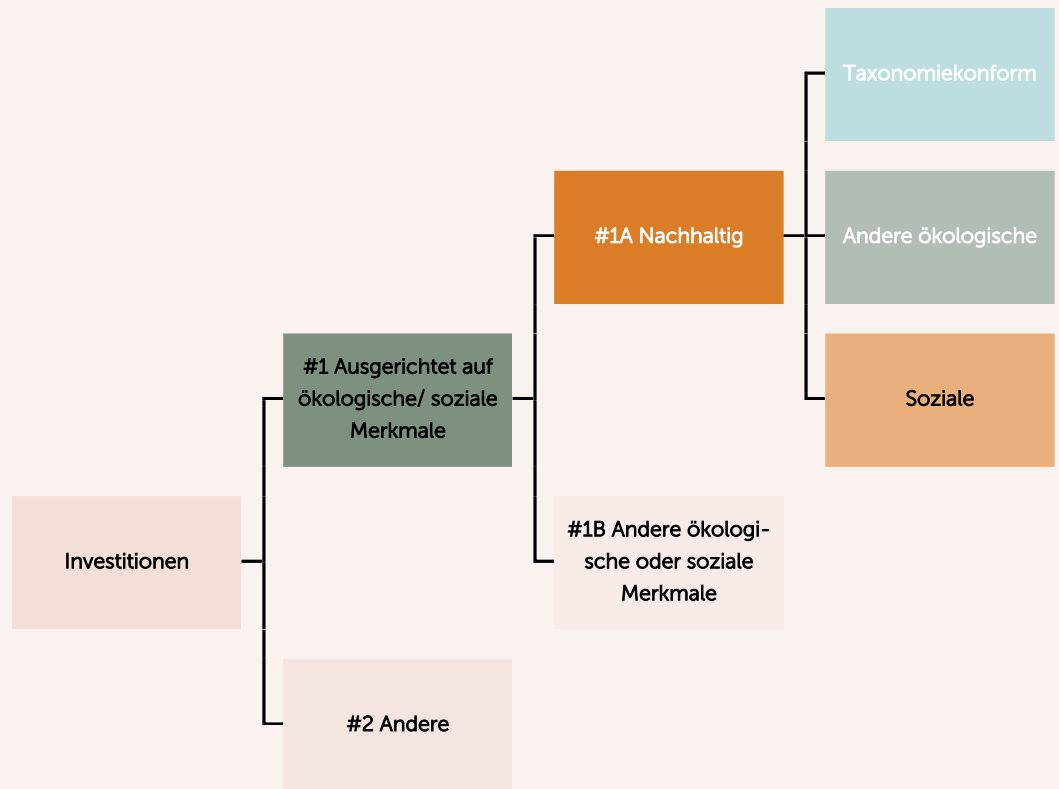 Taxonomiekonform
#1A Nachhaltig
Andere ökologische
#1 Ausgerichtet auf
ökologische/ soziale
Merkmale
Soziale
Investitionen
#1B Andere ökologi-
sche oder soziale
Merkmale
#2 Andere